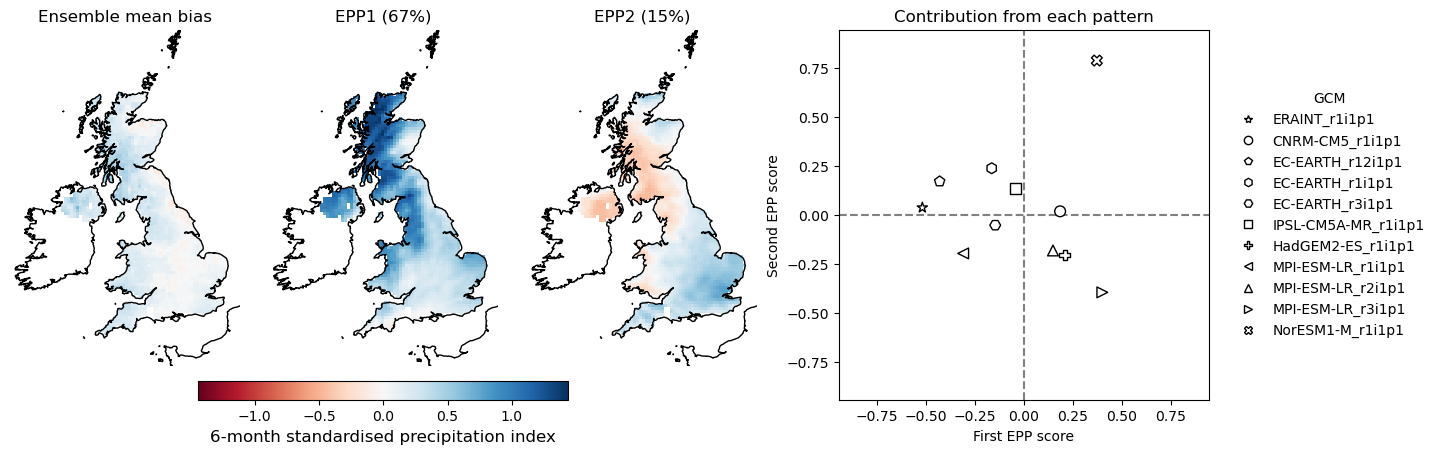 Ensemble mean bias
EPP1 (67%)
EPP2 (15%)
Contribution from each pattern
−1.0
−0.5
0.0
0.5
1.0
6-month standardised precipitation index
Second EPP score
0.75
0.50
0.25
0.00
−0.25
−0.50
−0.75
−0.75
−0.50
−0.25
0.00
0.25
0.50
0.75
First EPP score
GCM
ERAINT_r1i1p1
CNRM-CM5_r1i1p1
EC-EARTH_r12i1p1
EC-EARTH_r1i1p1
EC-EARTH_r3i1p1
IPSL-CM5A-MR_r1i1p1
HadGEM2-ES_r1i1p1
MPI-ESM-LR_r1i1p1
MPI-ESM-LR_r2i1p1
MPI-ESM-LR_r3i1p1
NorESM1-M_r1i1p1